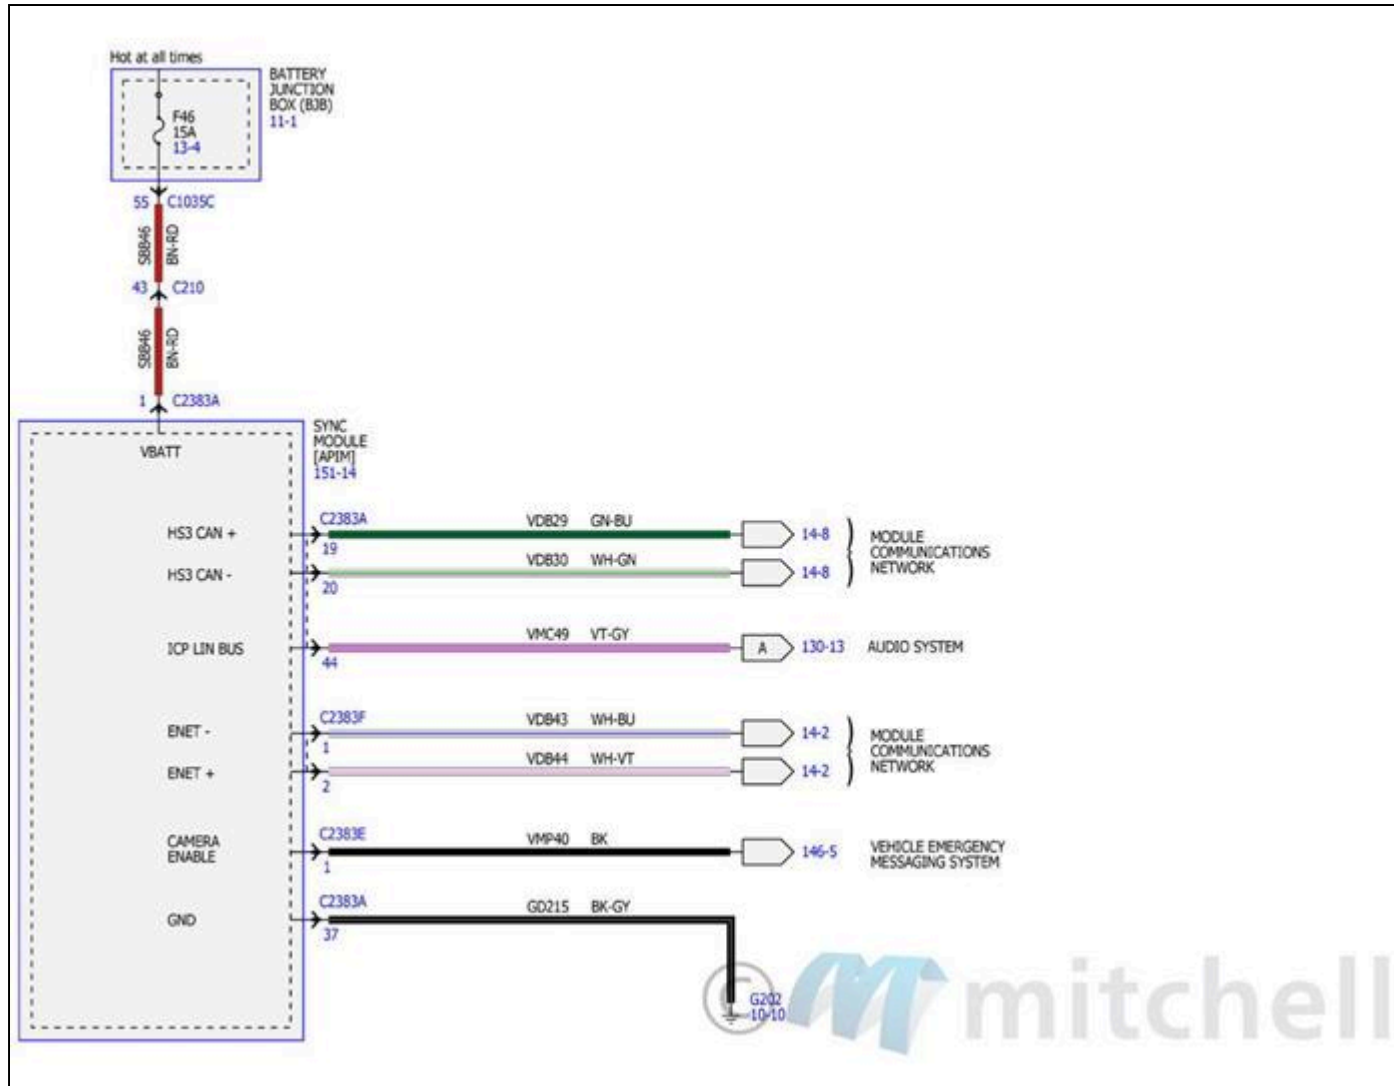 Hot at all times
BATTERY
JUNCTION
BOX (BJB)
11-1
F46
15A
13-4
55 C1035C
SBB46 BN-RD
43 C210
SBB46 BN-RD
1 C2383A
SYNC
MODULE
[APIM]
151-14
VBATT
HS3 CAN +
C2383A
19
VDB29 GN-BU
14-8
HS3 CAN -
20
VDB30 WH-GN
14-8
MODULE
COMMUNICATIONS
NETWORK
ICP LIN BUS
44
VMC49 VT-GY
A
130-13
AUDIO SYSTEM
ENET -
C2383F
1
VDB43 WH-BU
14-2
ENET +
2
VDB44 WH-VT
14-2
MODULE
COMMUNICATIONS
NETWORK
CAMERA
ENABLE
C2383E
1
VMP40 BK
146-5
VEHICLE EMERGENCY
MESSAGING SYSTEM
GND
C2383A
37
GD215 BK-GY
G202
10-10
© mitchell